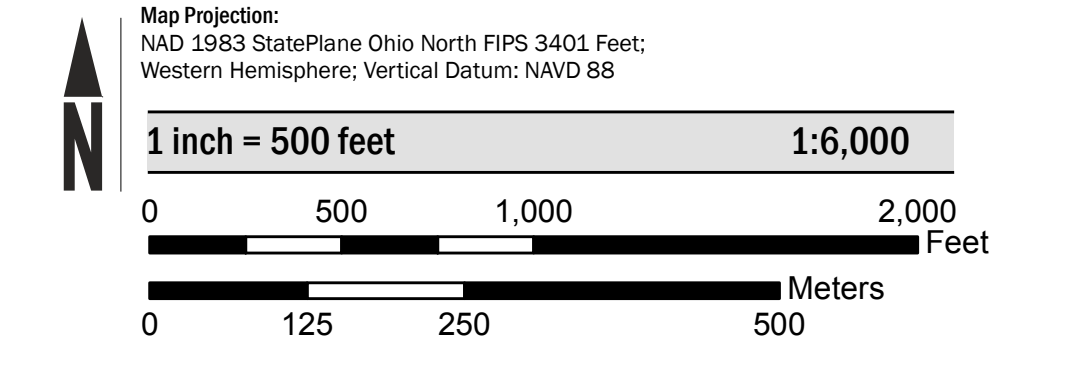 Map Projection:
NAD 1983 StatePlane Ohio North FIPS 3401 Feet;
Western Hemisphere; Vertical Datum: NAVD 88
N
1 inch = 500 feet 1:6,000
0 500 1,000 2,000
Feet
Meters
0 125 250 500